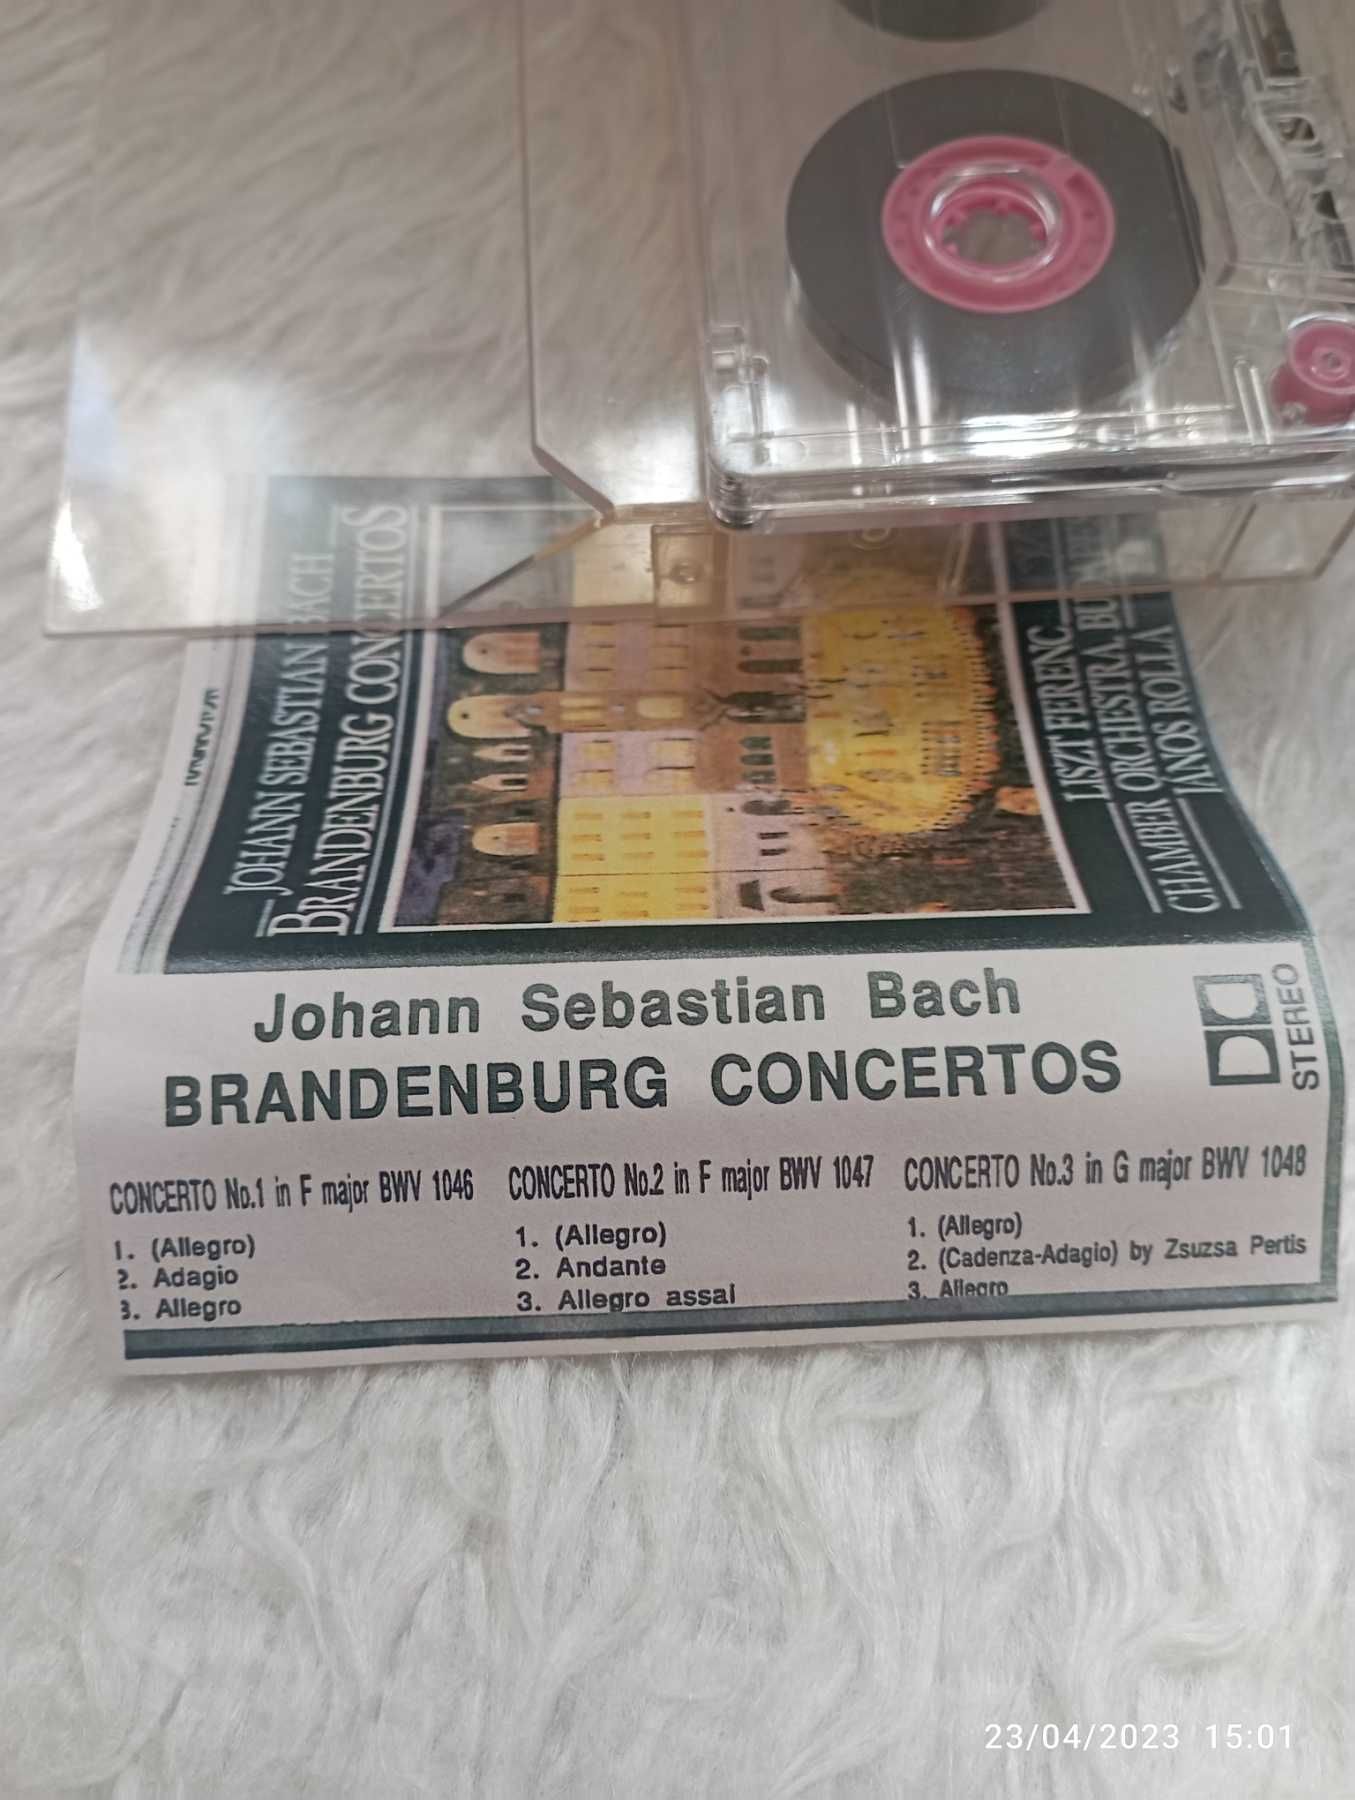 JOHANN SEBASTIAN BACH
BRANDENBURG CONCERTOS
LISZT FERENC
CHAMBER ORCHESTRA, BUDAPEST
JÁNOS ROLLA
Johann Sebastian Bach
BRANDENBURG CONCERTOS
STEREO
CONCERTO No.1 in F major BWV 1046
1. (Allegro)
2. Adagio
3. Allegro
CONCERTO No.2 in F major BWV 1047
1. (Allegro)
2. Andante
3. Allegro assai
CONCERTO No.3 in G major BWV 1048
1. (Allegro)
2. (Cadenza-Adagio) by Zsuzsa Pertis
3. Allegro
23/04/2023 15:01